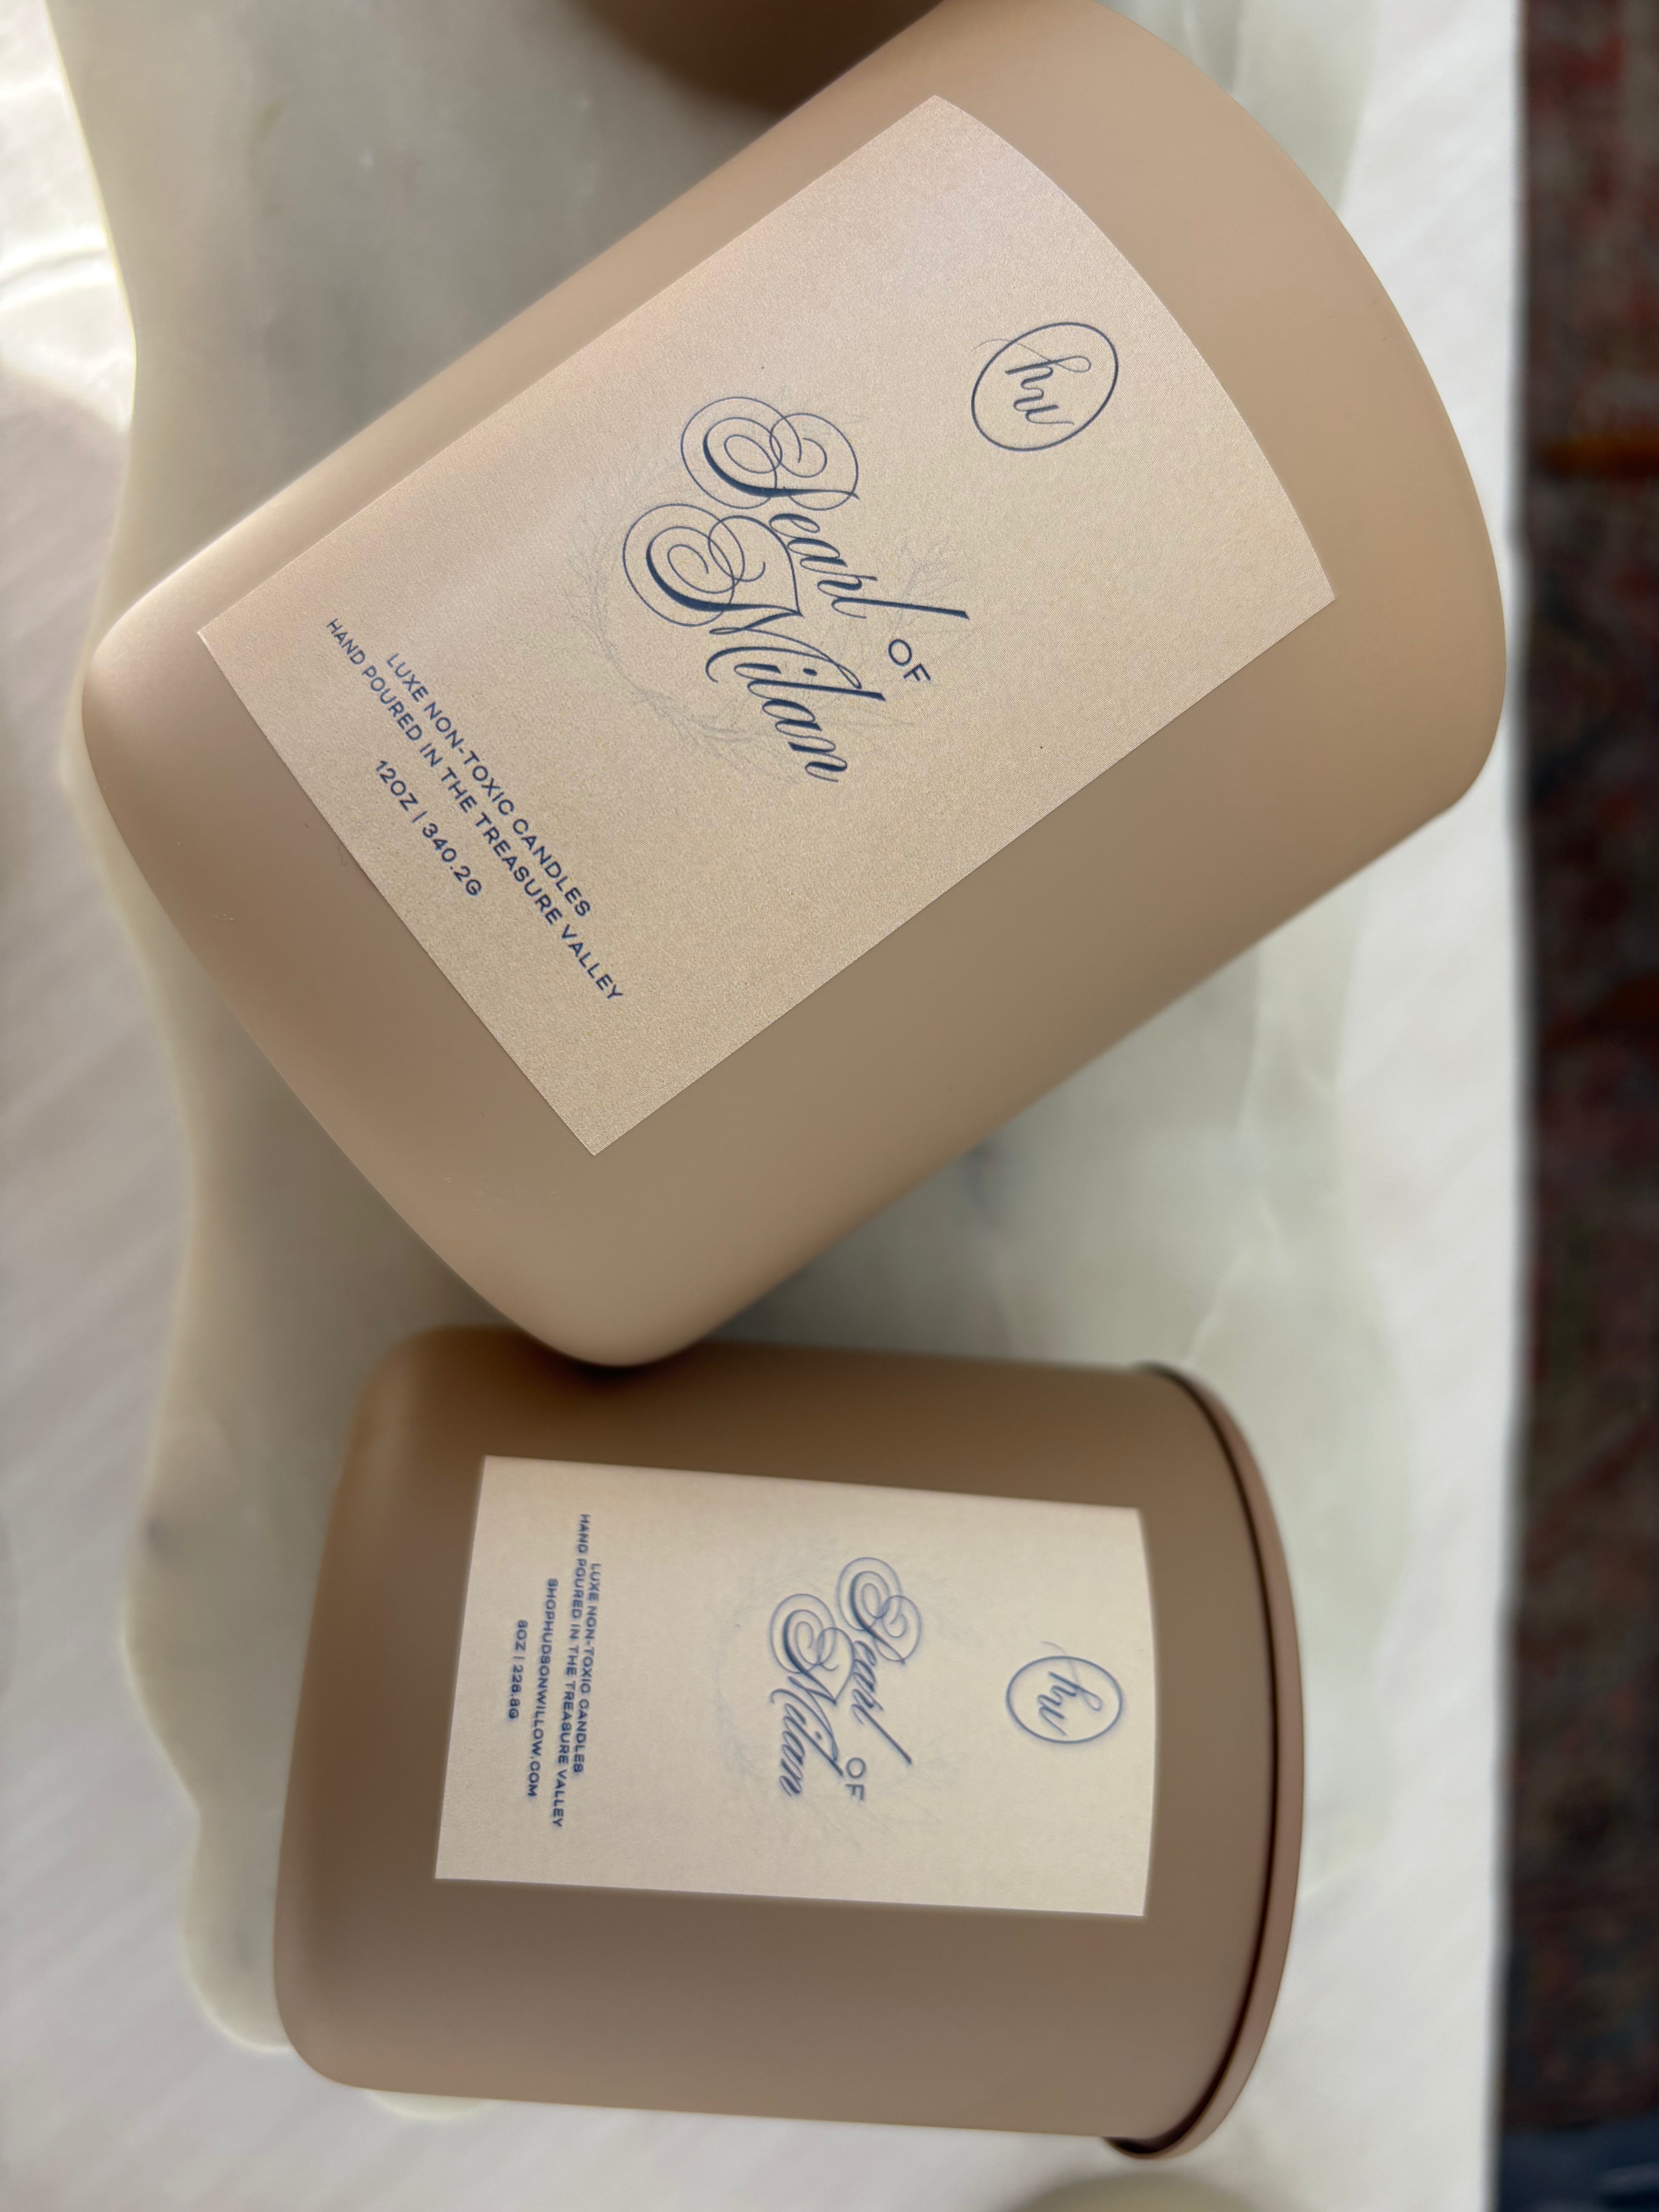 hw
Pearl OF
Milan
LUXE NON-TOXIC CANDLES
HAND POURED IN THE TREASURE VALLEY
12OZ | 340.2G
hw
Pearl OF
Milan
LUXE NON-TOXIC CANDLES
HAND POURED IN THE TREASURE VALLEY
SHOPHUDSONWILLOW.COM
8OZ | 226.8G